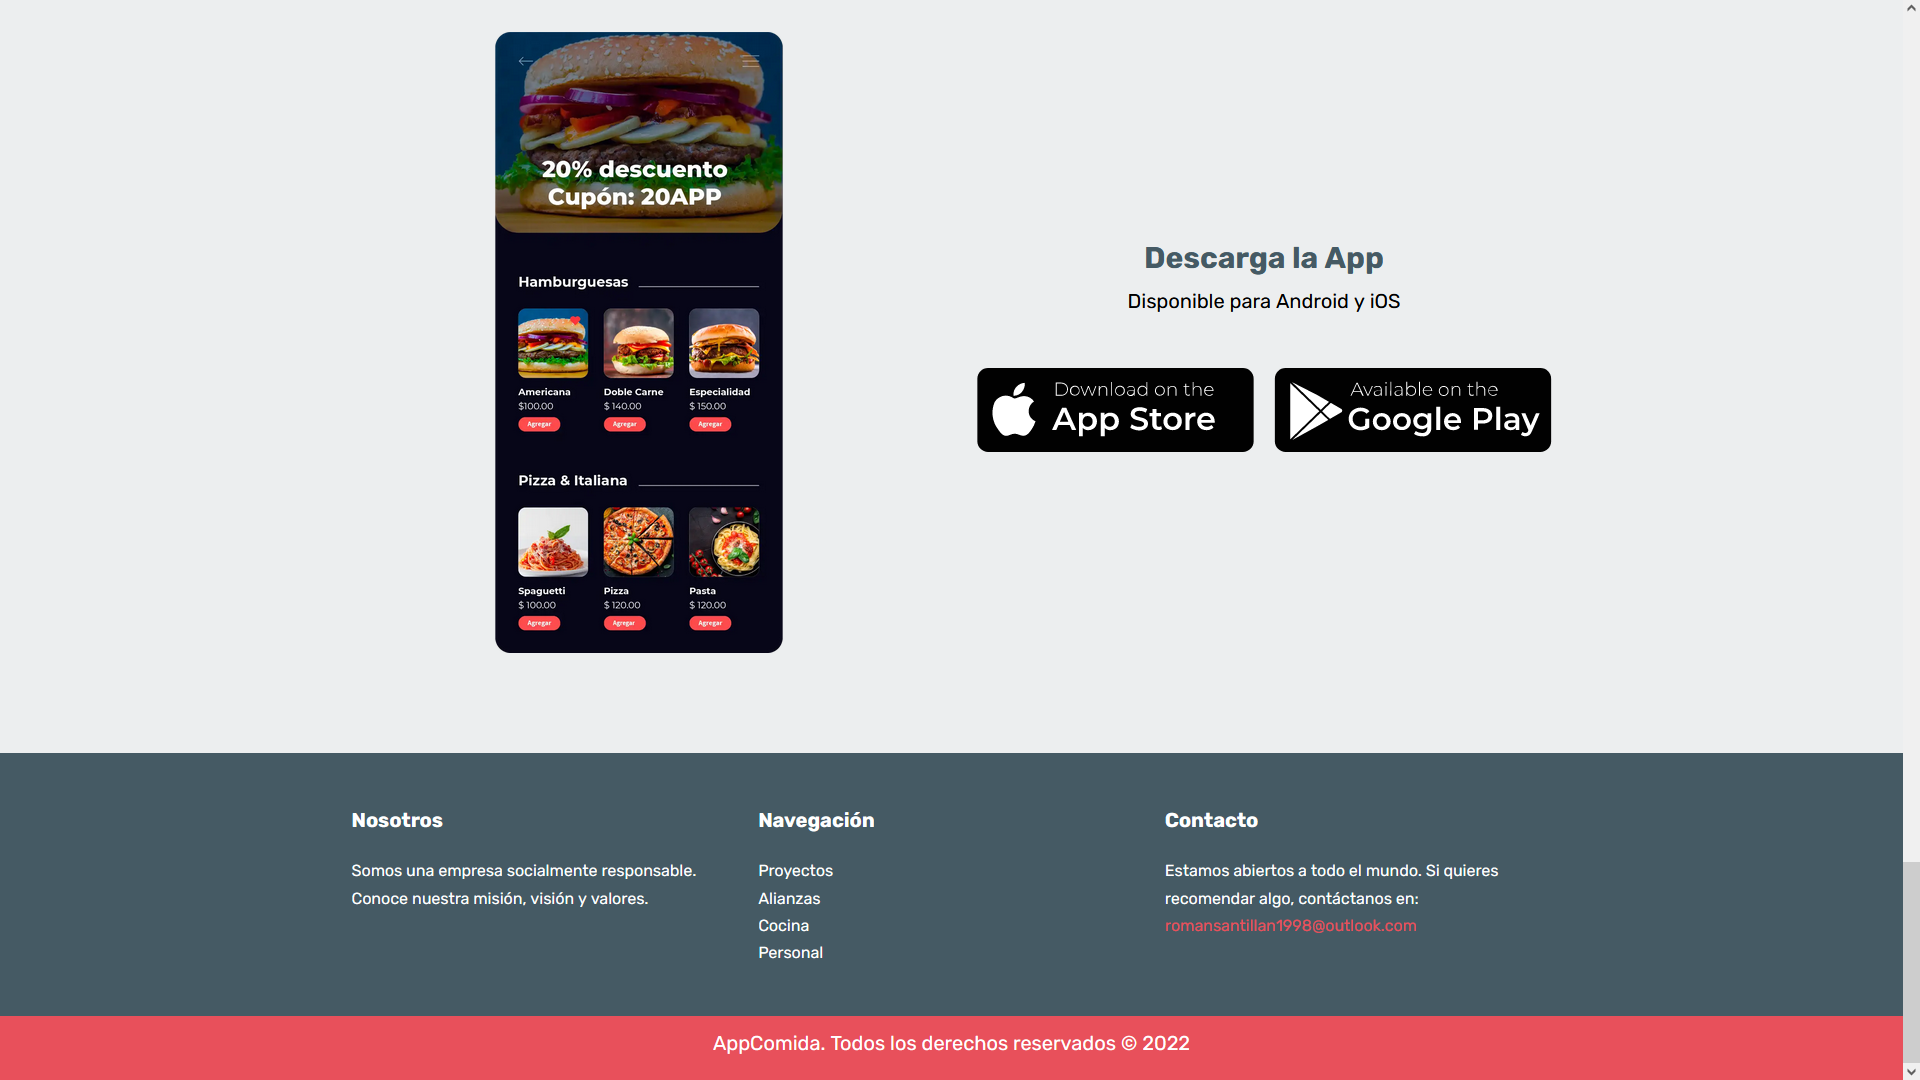 20% descuento
Cupón: 20APP
Hamburguesas
Americana
$100.00
Agregar
Doble Carne
$ 140.00
Agregar
Especialidad
$ 150.00
Agregar
Pizza & Italiana
Spaguetti
$ 100.00
Agregar
Pizza
$ 120.00
Agregar
Pasta
$ 120.00
Agregar
Descarga la App
Disponible para Android y iOS
Download on the
App Store
Available on the
Google Play
Nosotros
Somos una empresa socialmente responsable.
Conoce nuestra misión, visión y valores.
Navegación
Proyectos
Alianzas
Cocina
Personal
Contacto
Estamos abiertos a todo el mundo. Si quieres
recomendar algo, contáctanos en:
romansantillan1998@outlook.com
AppComida. Todos los derechos reservados © 2022